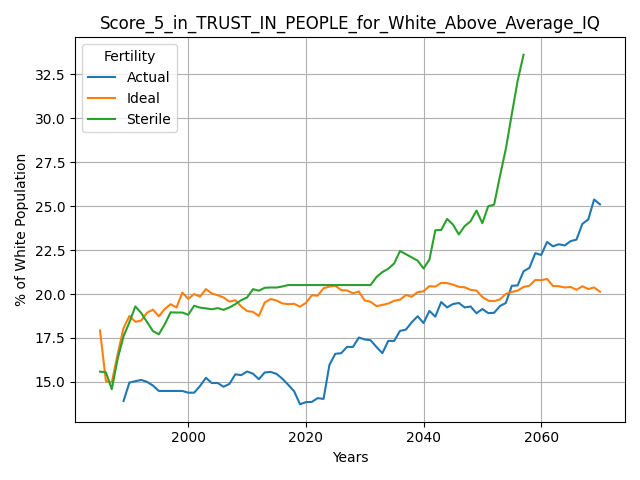 Score_5_in_TRUST_IN_PEOPLE_for_White_Above_Average_IQ
Fertility
Actual
Ideal
Sterile
% of White Population
32.5
30.0
27.5
25.0
22.5
20.0
17.5
15.0
2000
2020
2040
2060
Years